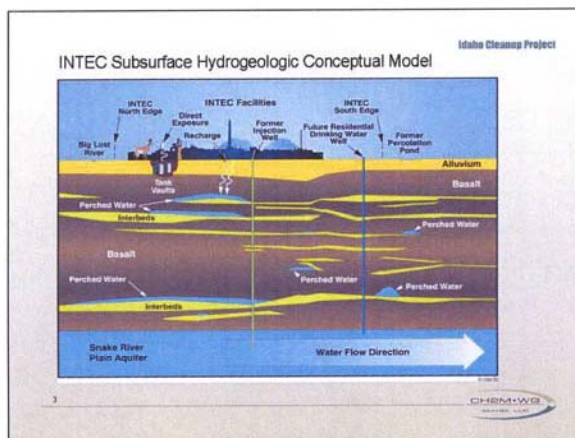 Idaho Cleanup Project
INTEC Subsurface Hydrogeologic Conceptual Model
INTEC
North Edge
Big Lost
River
Direct
Exposure
INTEC Facilities
Recharge
Former
Injection
Well
Future Residential
Drinking Water
Well
INTEC
South Edge
Former
Percolation
Pond
Alluvium
Tank
Vaults
Basalt
Perched Water
Interbeds
Perched Water
Basalt
Perched Water
Perched Water
Perched Water
Interbeds
Snake River
Plain Aquifer
Water Flow Direction
3
CH2M•WG